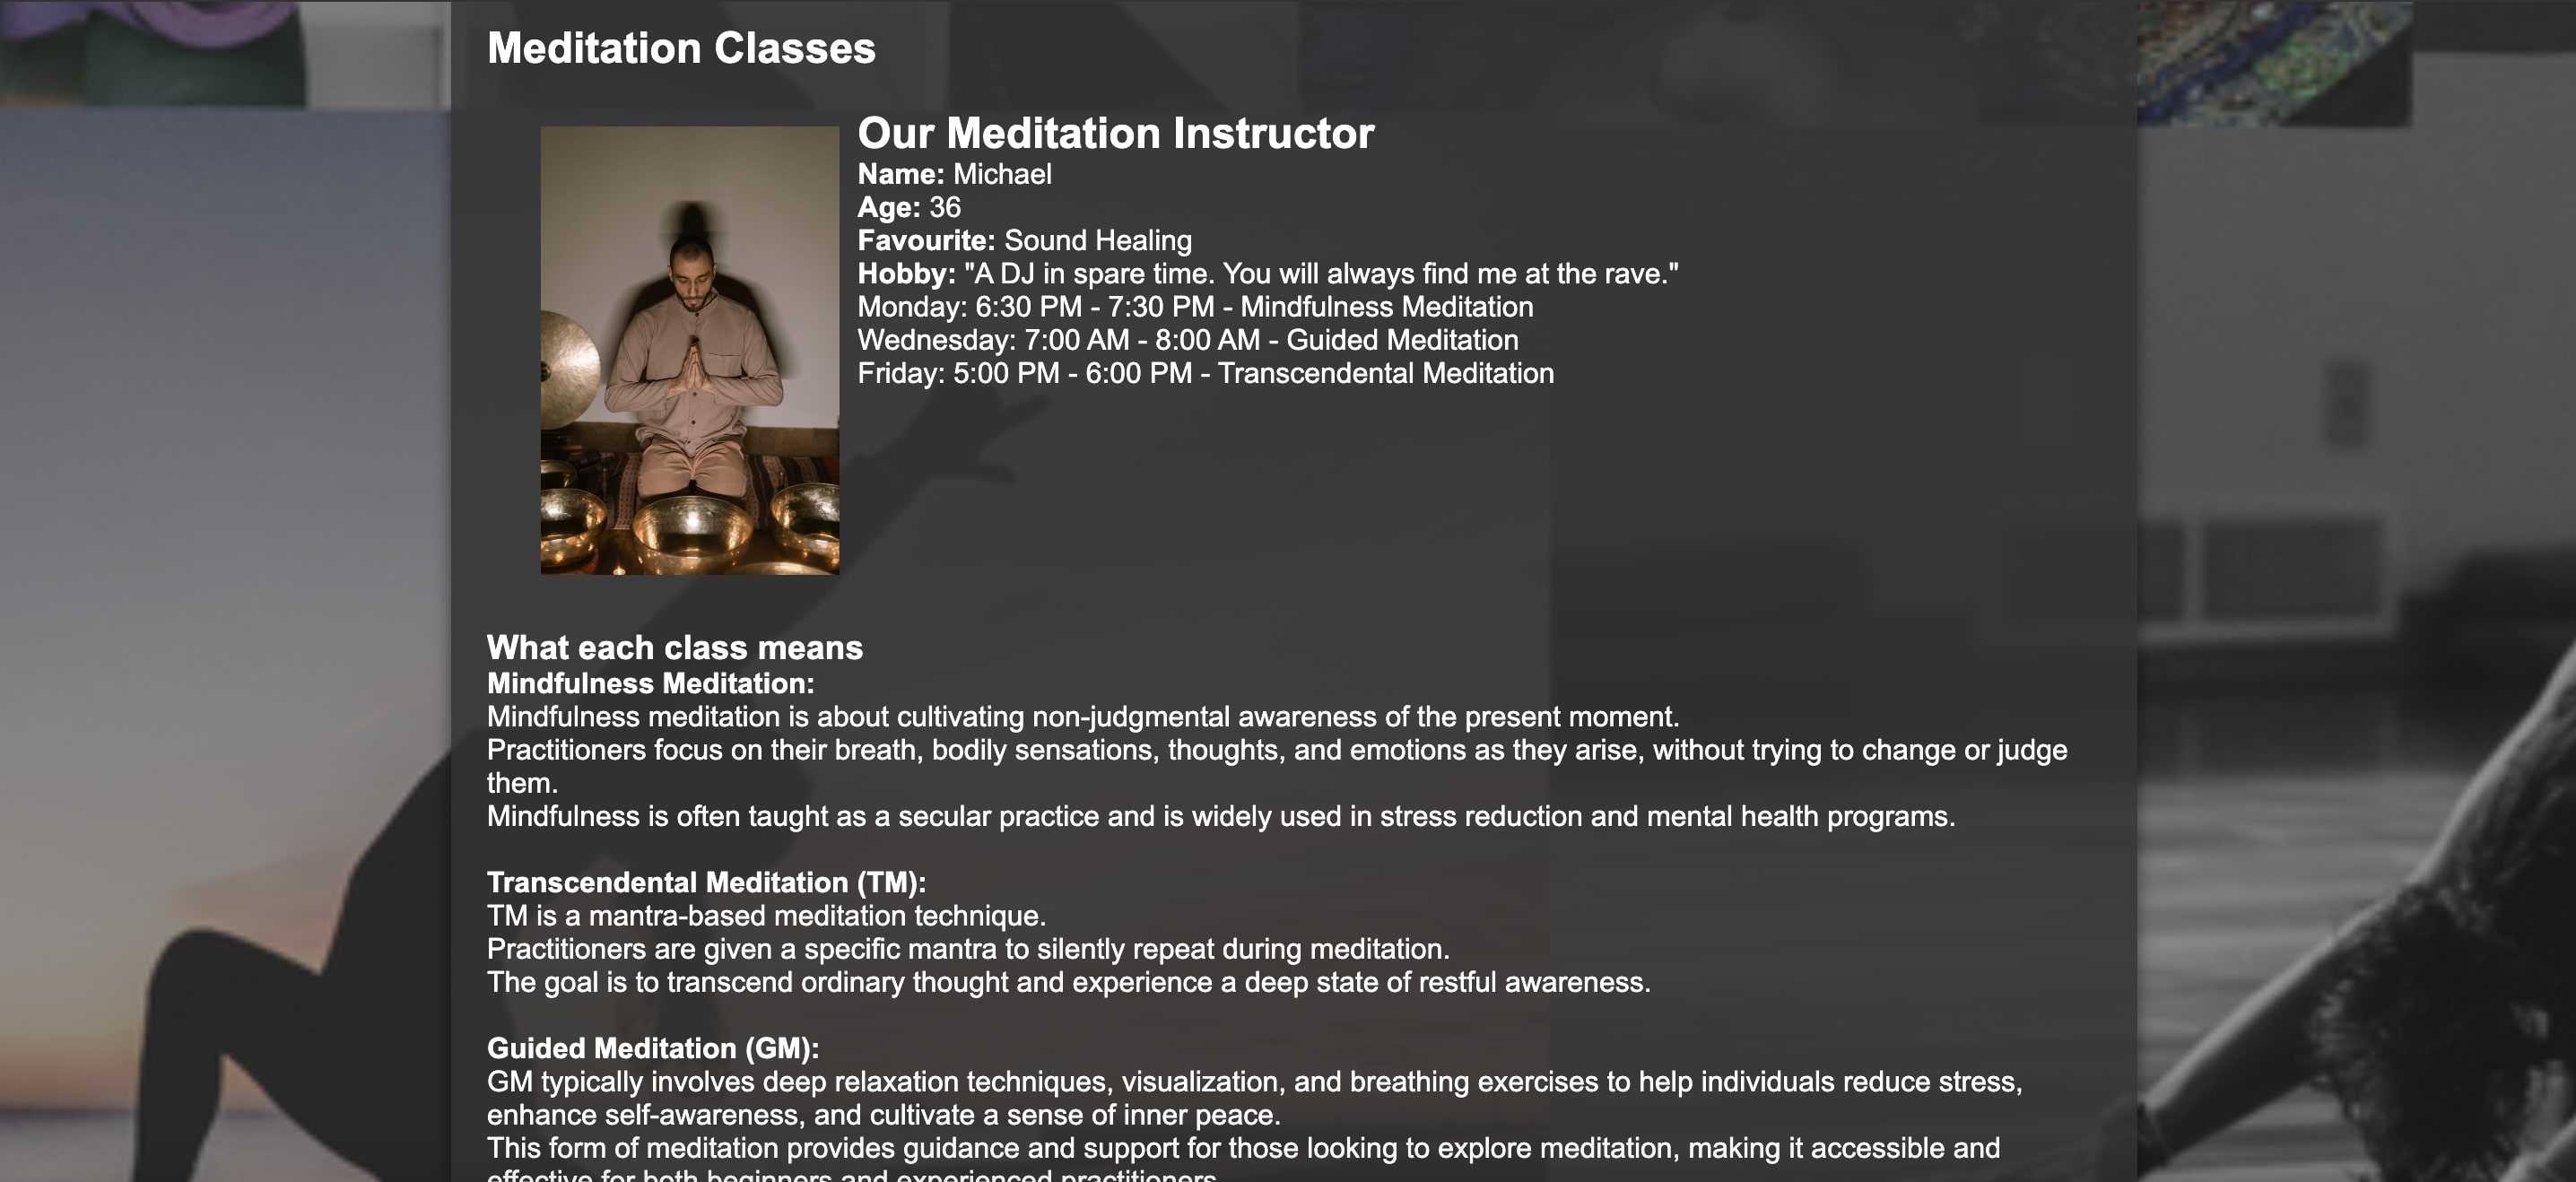 Meditation Classes
Our Meditation Instructor
Name: Michael
Age: 36
Favourite: Sound Healing
Hobby: "A DJ in spare time. You will always find me at the rave."
Monday: 6:30 PM - 7:30 PM - Mindfulness Meditation
Wednesday: 7:00 AM - 8:00 AM - Guided Meditation
Friday: 5:00 PM - 6:00 PM - Transcendental Meditation
What each class means
Mindfulness Meditation:
Mindfulness meditation is about cultivating non-judgmental awareness of the present moment.
Practitioners focus on their breath, bodily sensations, thoughts, and emotions as they arise, without trying to change or judge
them.
Mindfulness is often taught as a secular practice and is widely used in stress reduction and mental health programs.
Transcendental Meditation (TM):
TM is a mantra-based meditation technique.
Practitioners are given a specific mantra to silently repeat during meditation.
The goal is to transcend ordinary thought and experience a deep state of restful awareness.
Guided Meditation (GM):
GM typically involves deep relaxation techniques, visualization, and breathing exercises to help individuals reduce stress,
enhance self-awareness, and cultivate a sense of inner peace.
This form of meditation provides guidance and support for those looking to explore meditation, making it accessible and
effective for both beginners and experienced practitioners.